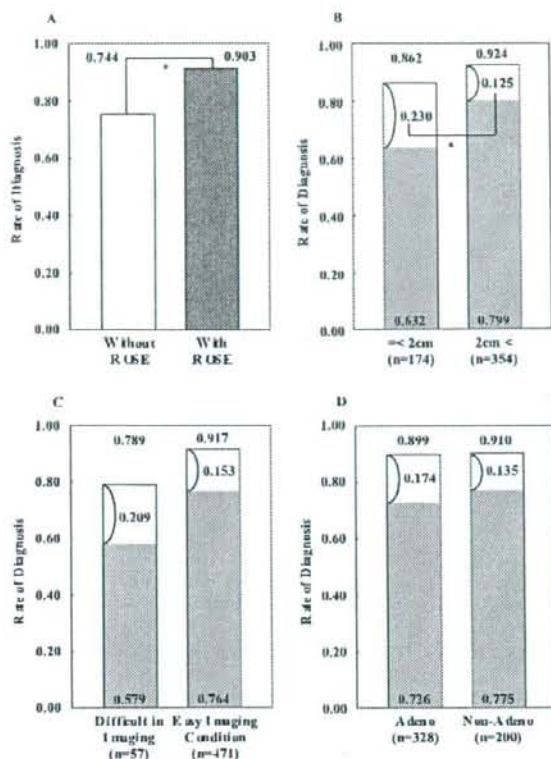 A
1.00
0.744
0.903
*
0.80
0.60
0.40
0.20
0.00
Rate of Diagnosis
Without ROSE
With ROSE
B
1.00
0.862
0.924
0.125
0.230
*
0.80
0.60
0.40
0.20
0.00
0.632
0.799
Rate of Diagnosis
=< 2cm
(n=174)
2cm <
(n=354)
C
1.00
0.789
0.917
0.153
0.209
0.80
0.60
0.40
0.20
0.00
0.579
0.764
Rate of Diagnosis
Difficult in
Imaging
(n=57)
Easy Imaging
Condition
(n=471)
D
1.00
0.899
0.910
0.174
0.135
0.80
0.60
0.40
0.20
0.00
0.726
0.775
Rate of Diagnosis
Adeno
(n=328)
Non-Adeno
(n=200)